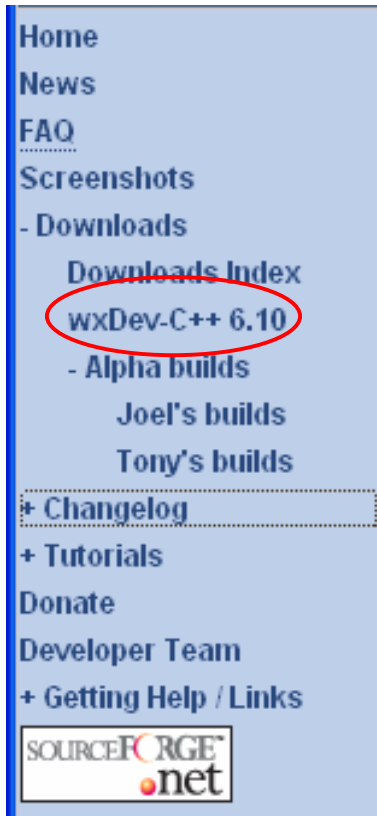 Home
News
FAQ
Screenshots
- Downloads
Downloads Index
wxDev-C++ 6.10
- Alpha builds
Joel's builds
Tony's builds
+ Changelog
+ Tutorials
Donate
Developer Team
+ Getting Help / Links
SOURCEFORGE™
.net